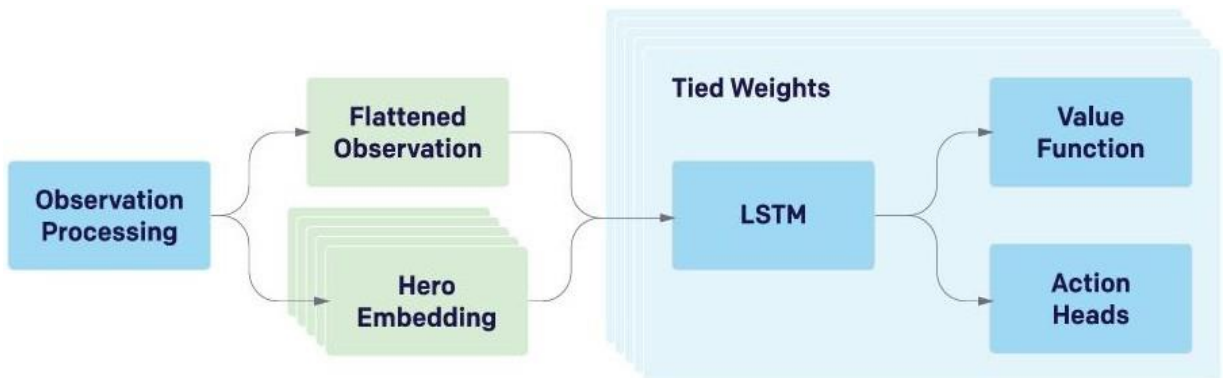 Observation
Processing
Flattened
Observation
Hero
Embedding
Tied Weights
LSTM
Value
Function
Action
Heads